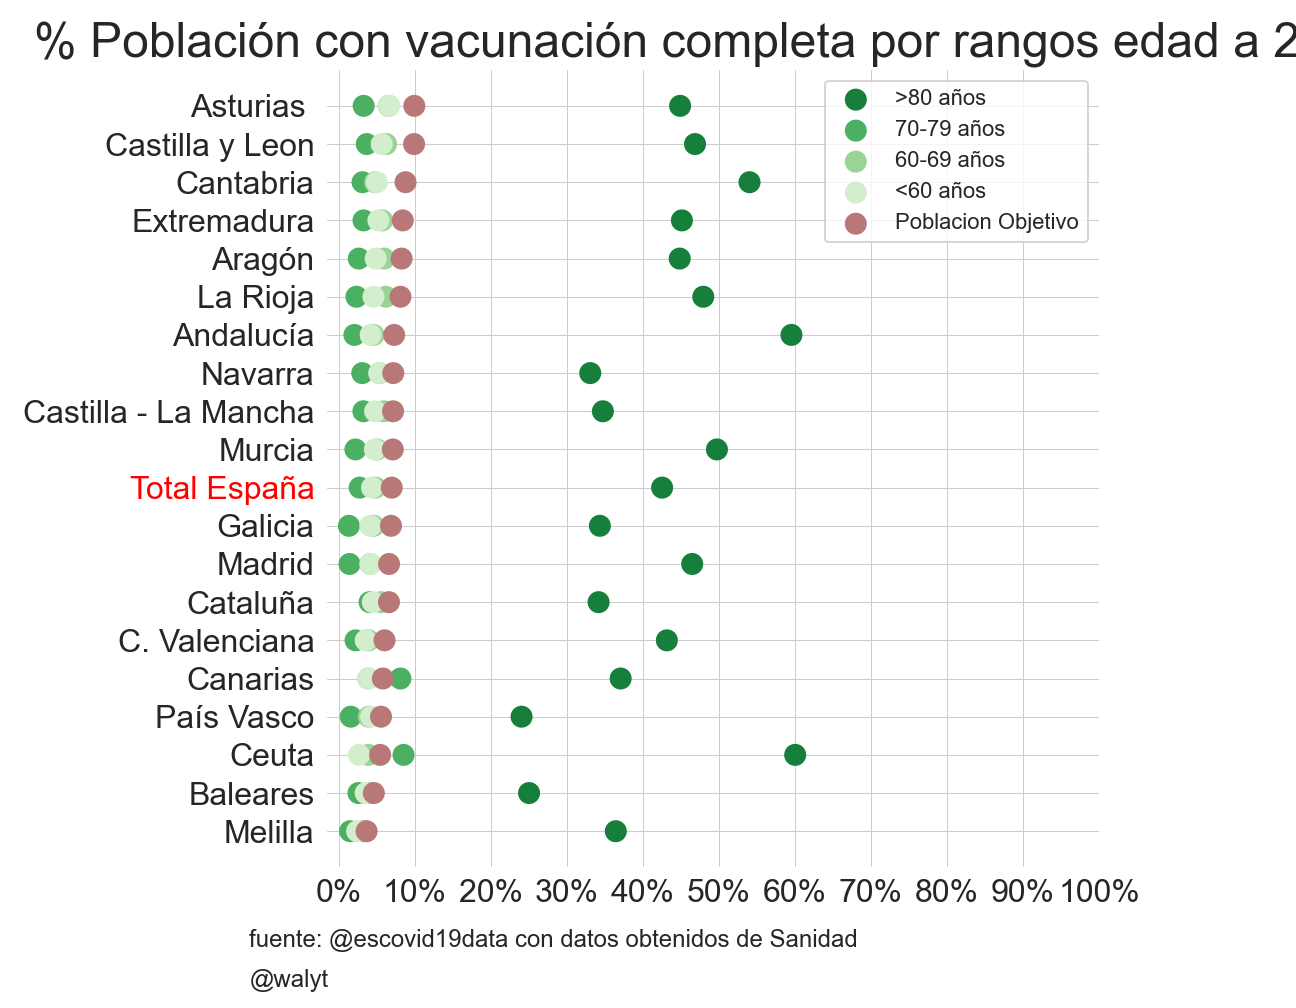 % Población con vacunación completa por rangos edad a 2
>80 años
70-79 años
60-69 años
<60 años
Poblacion Objetivo
Asturias
Castilla y Leon
Cantabria
Extremadura
Aragón
La Rioja
Andalucía
Navarra
Castilla - La Mancha
Murcia
Total España
Galicia
Madrid
Cataluña
C. Valenciana
Canarias
País Vasco
Ceuta
Baleares
Melilla
0% 10% 20% 30% 40% 50% 60% 70% 80% 90% 100%
fuente: @escovid19data con datos obtenidos de Sanidad
@walyt